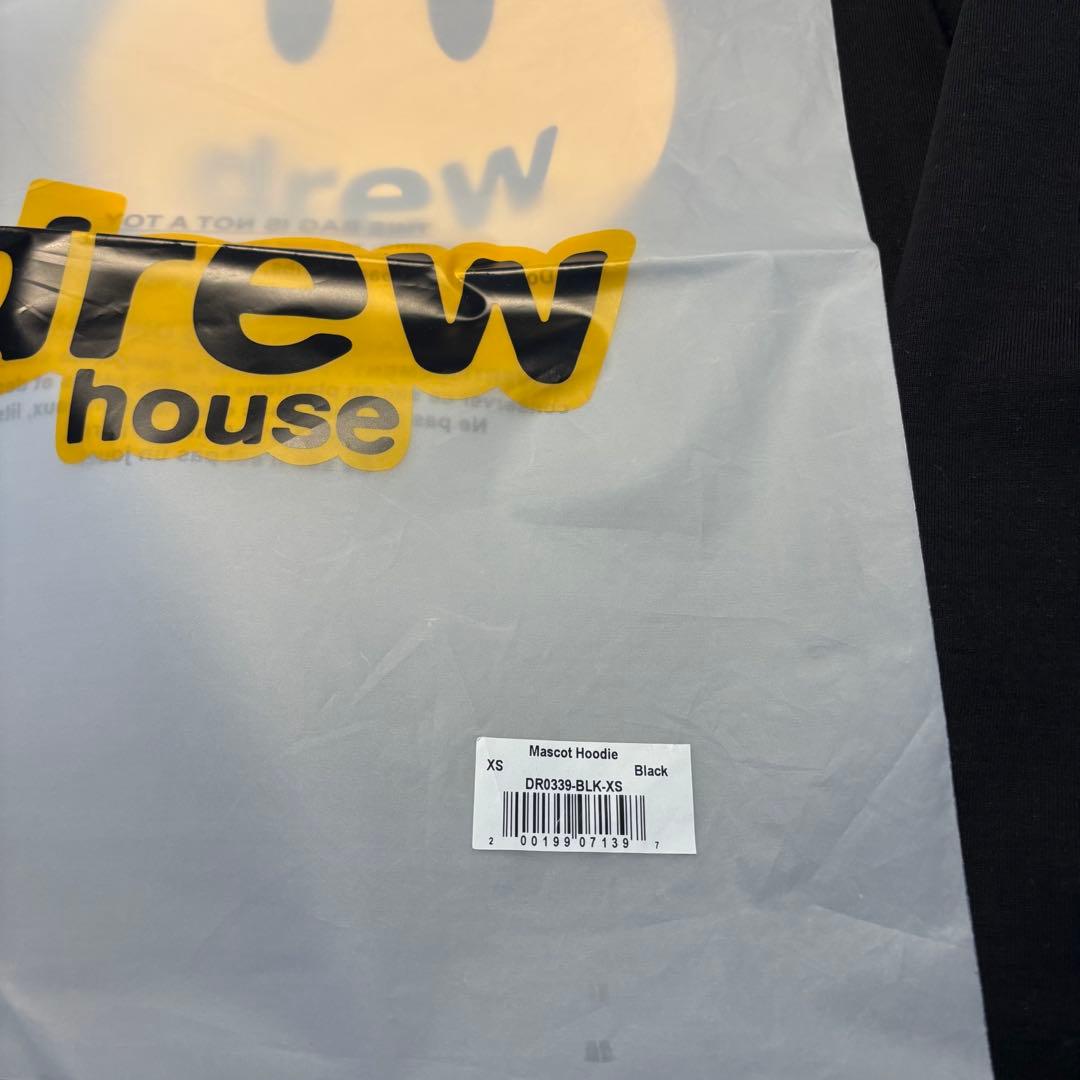 drew
THIS BAG IS NOT A TOY
drew
house
Ne pas
Mascot Hoodie
XS
Black
DR0339-BLK-XS
2 00199 07139 7